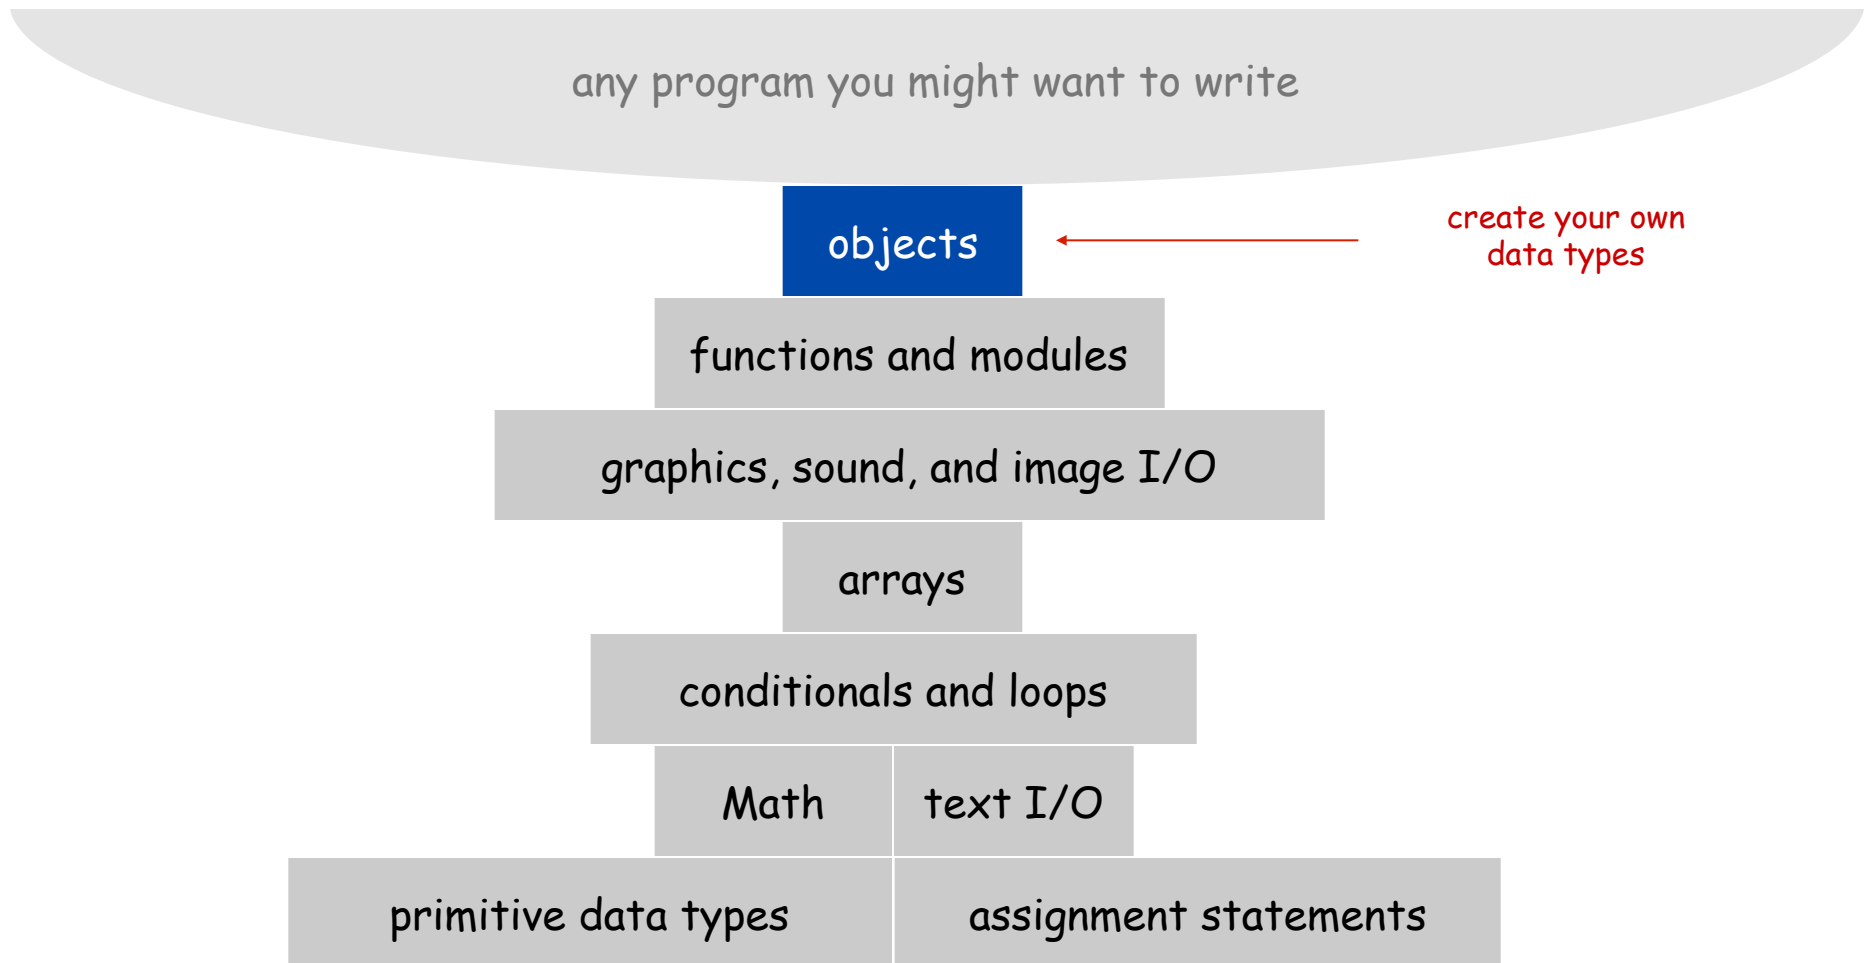 any program you might want to write
objects
create your own
data types
functions and modules
graphics, sound, and image I/O
arrays
conditionals and loops
Math
text I/O
primitive data types
assignment statements